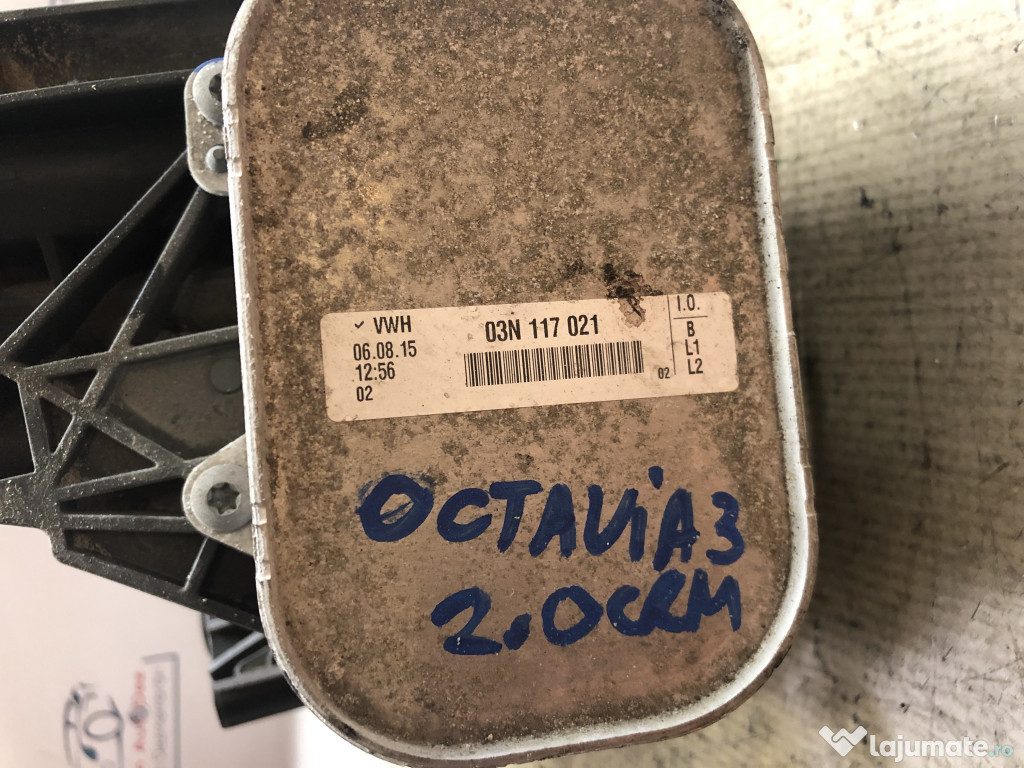 ✓ VWH
06.08.15
12:56
02
03N 117 021
02
I.O.
B
L1
L2
OCTAViA3
2.0CRM
lajumate.ro